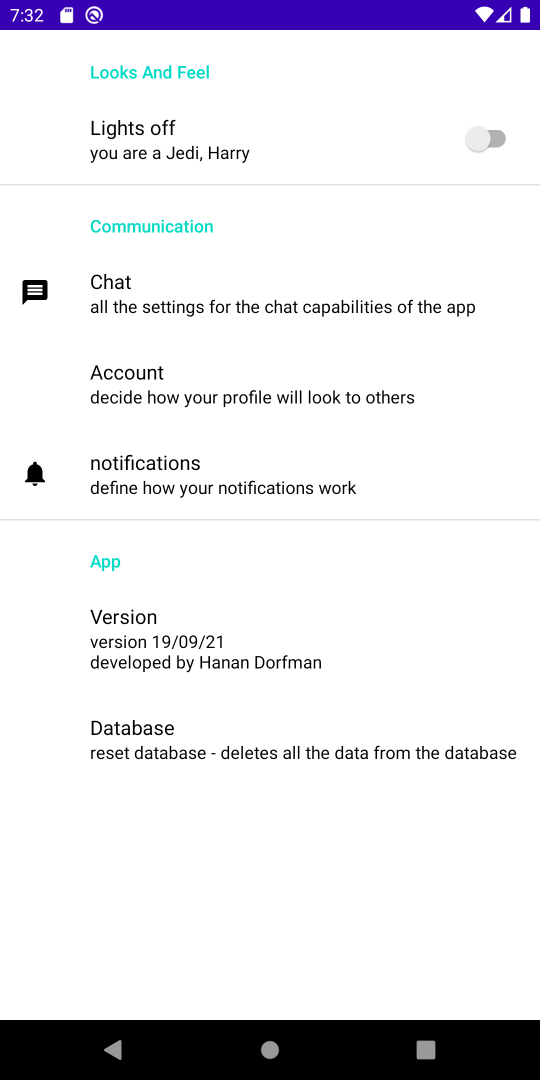 7:32
Looks And Feel
Lights off
you are a Jedi, Harry
Communication
Chat
all the settings for the chat capabilities of the app
Account
decide how your profile will look to others
notifications
define how your notifications work
App
Version
version 19/09/21
developed by Hanan Dorfman
Database
reset database - deletes all the data from the database